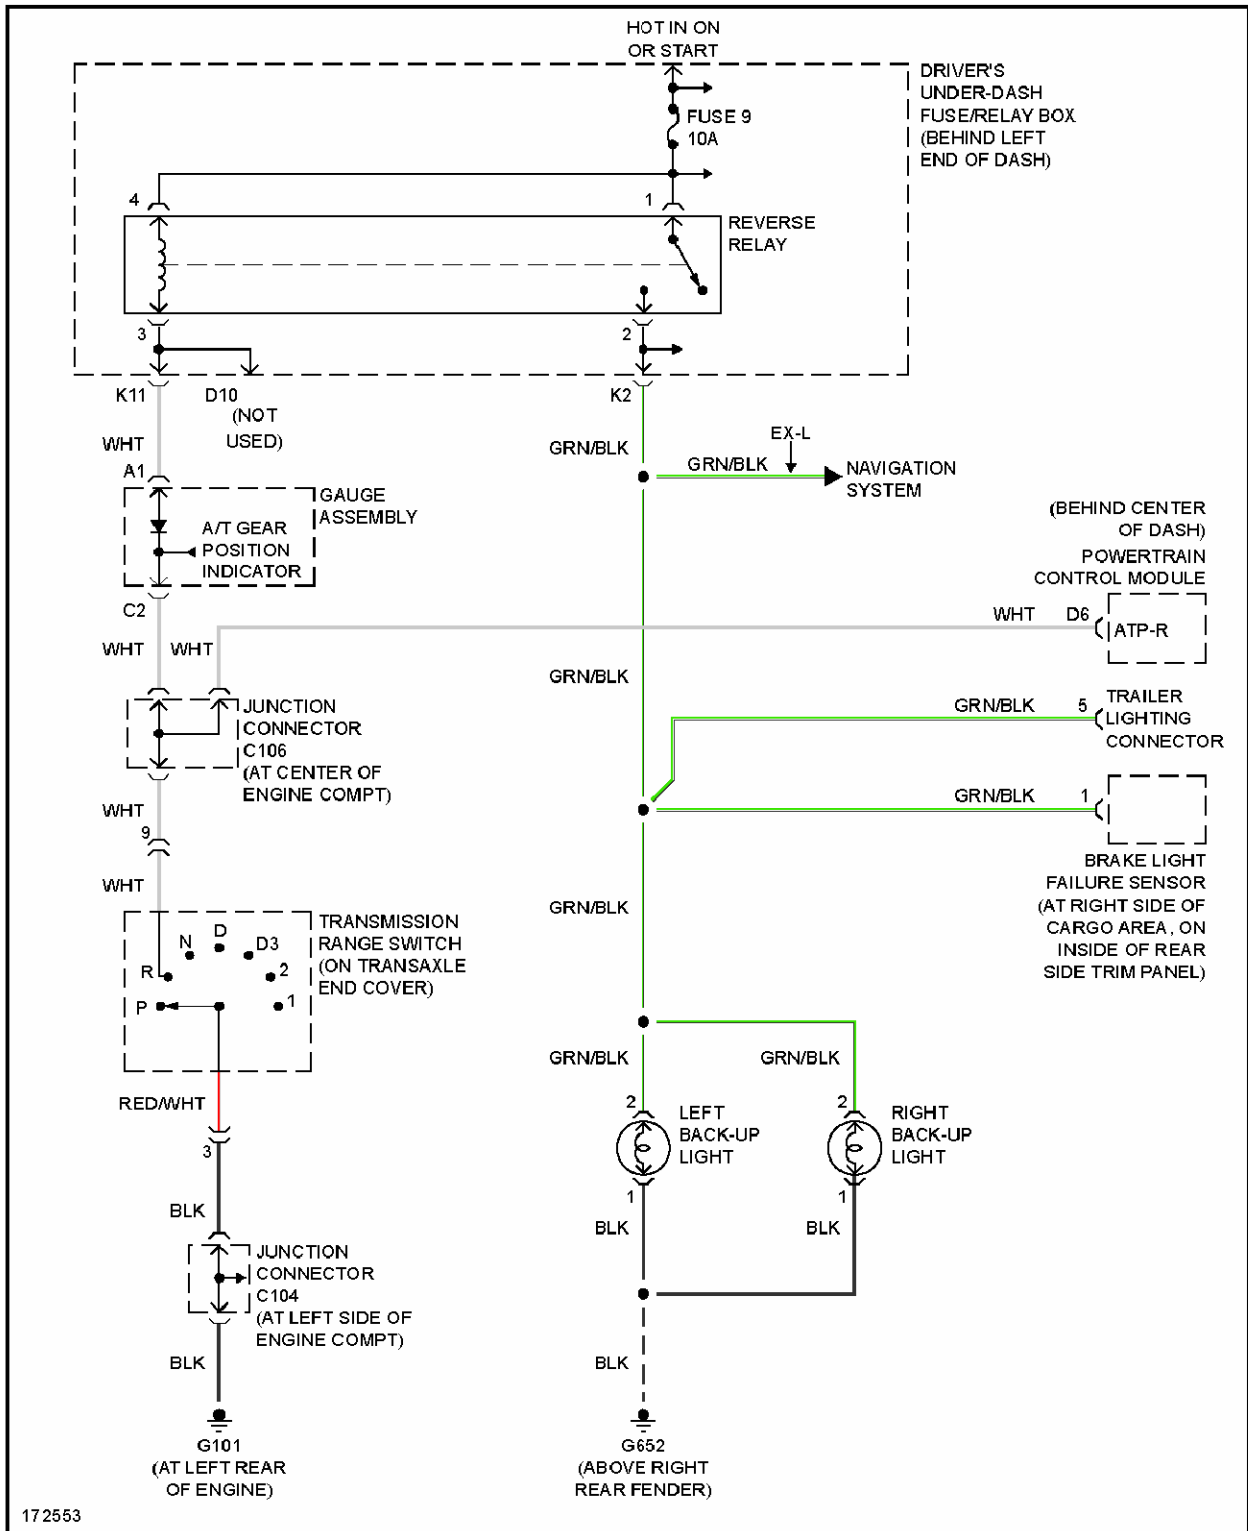 HOT IN ON
OR START
DRIVER'S
UNDER-DASH
FUSE/RELAY BOX
(BEHIND LEFT
END OF DASH)
FUSE 9
10A
4
1
REVERSE
RELAY
3
2
K11
D10
(NOT
USED)
K2
WHT
GRN/BLK
EX-L
GRN/BLK
NAVIGATION
SYSTEM
A1
GAUGE
ASSEMBLY
A/T GEAR
POSITION
INDICATOR
C2
(BEHIND CENTER
OF DASH)
POWERTRAIN
CONTROL MODULE
WHT
D6
ATP-R
WHT
WHT
GRN/BLK
JUNCTION
CONNECTOR
C106
(AT CENTER OF
ENGINE COMPT)
GRN/BLK
5
TRAILER
LIGHTING
CONNECTOR
GRN/BLK
1
BRAKE LIGHT
FAILURE SENSOR
(AT RIGHT SIDE OF
CARGO AREA, ON
INSIDE OF REAR
SIDE TRIM PANEL)
WHT
9
WHT
GRN/BLK
TRANSMISSION
RANGE SWITCH
(ON TRANSAXLE
END COVER)
P
R
N
D
D3
2
1
RED/WHT
3
GRN/BLK
GRN/BLK
2
LEFT
BACK-UP
LIGHT
2
RIGHT
BACK-UP
LIGHT
1
1
BLK
BLK
BLK
JUNCTION
CONNECTOR
C104
(AT LEFT SIDE OF
ENGINE COMPT)
BLK
BLK
G101
(AT LEFT REAR
OF ENGINE)
G652
(ABOVE RIGHT
REAR FENDER)
172553